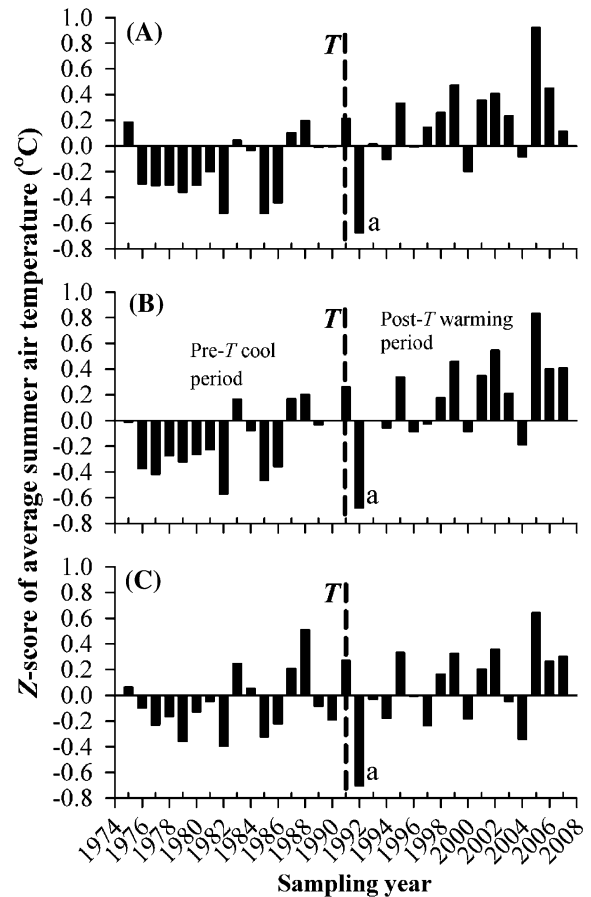 Z-score of average summer air temperature (°C)
(A)
T
1.0
0.8
0.6
0.4
0.2
0.0
-0.2
-0.4
-0.6
-0.8
a
(B)
T
Pre-T cool
period
Post-T warming
period
1.0
0.8
0.6
0.4
0.2
0.0
-0.2
-0.4
-0.6
-0.8
a
(C)
T
1.0
0.8
0.6
0.4
0.2
0.0
-0.2
-0.4
-0.6
-0.8
a
1974 1976 1978 1980 1982 1984 1986 1988 1990 1992 1994 1996 1998 2000 2002 2004 2006 2008
Sampling year